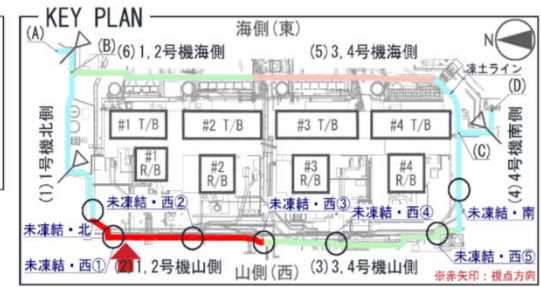 KEY PLAN
海側(東)
(A)
(B)
(6)1,2号機海側
(5)3,4号機海側
N
凍土ライン
(D)
#1 T/B
#2 T/B
#3 T/B
#4 T/B
(C)
(1)1号機北側
#1
R/B
#2
R/B
#3
R/B
#4
R/B
(4)4号機南側
未凍結・西②
未凍結・西③
未凍結・西④
未凍結・南
未凍結・北
未凍結・西①
(2)1,2号機山側
山側(西)
(3)3,4号機山側
未凍結・西⑤
※赤矢印:視点方向